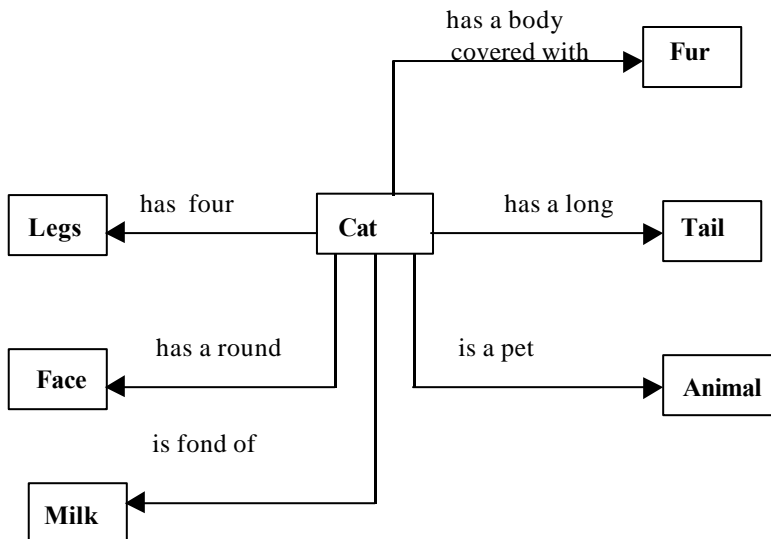 has a body
covered with
Fur
has four
has a long
Legs
Cat
Tail
has a round
is a pet
Face
Animal
is fond of
Milk